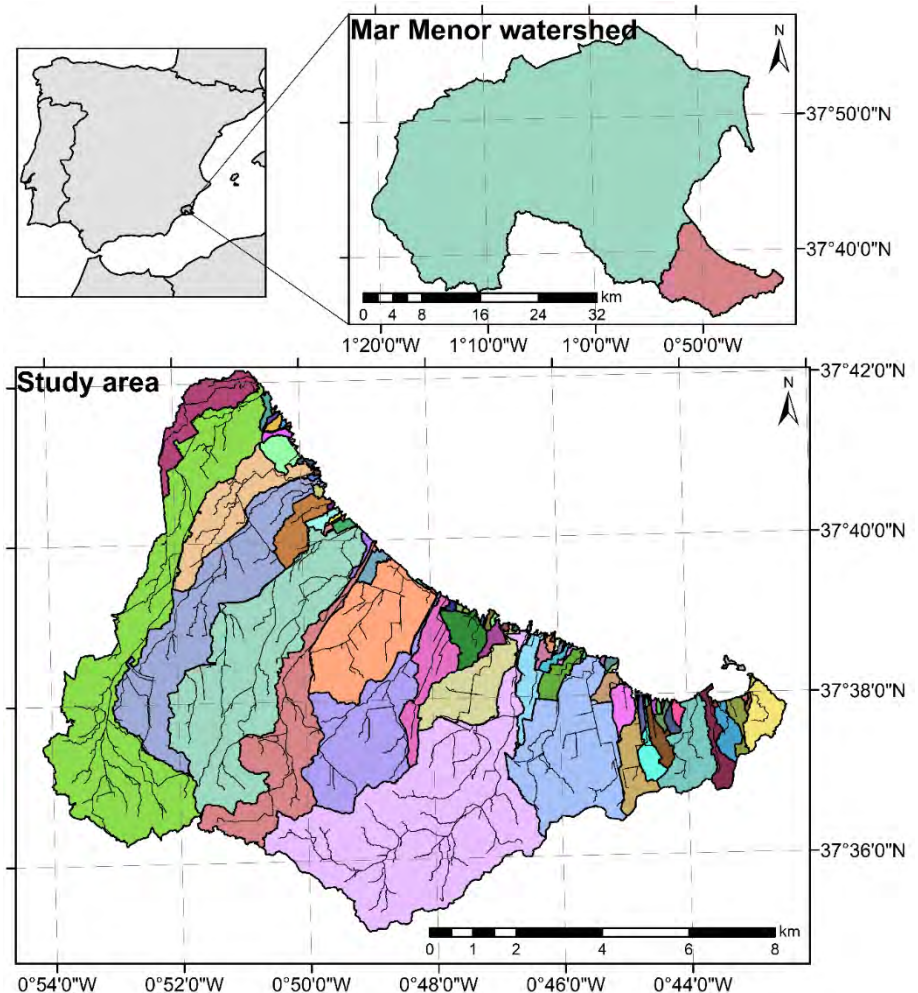 Mar Menor watershed
N
37°50'0"N
37°40'0"N
km
0 4 8 16 24 32
1°20'0"W 1°10'0"W 1°0'0"W 0°50'0"W
Study area
N
37°42'0"N
37°40'0"N
37°38'0"N
37°36'0"N
km
0 1 2 4 6 8
0°54'0"W 0°52'0"W 0°50'0"W 0°48'0"W 0°46'0"W 0°44'0"W